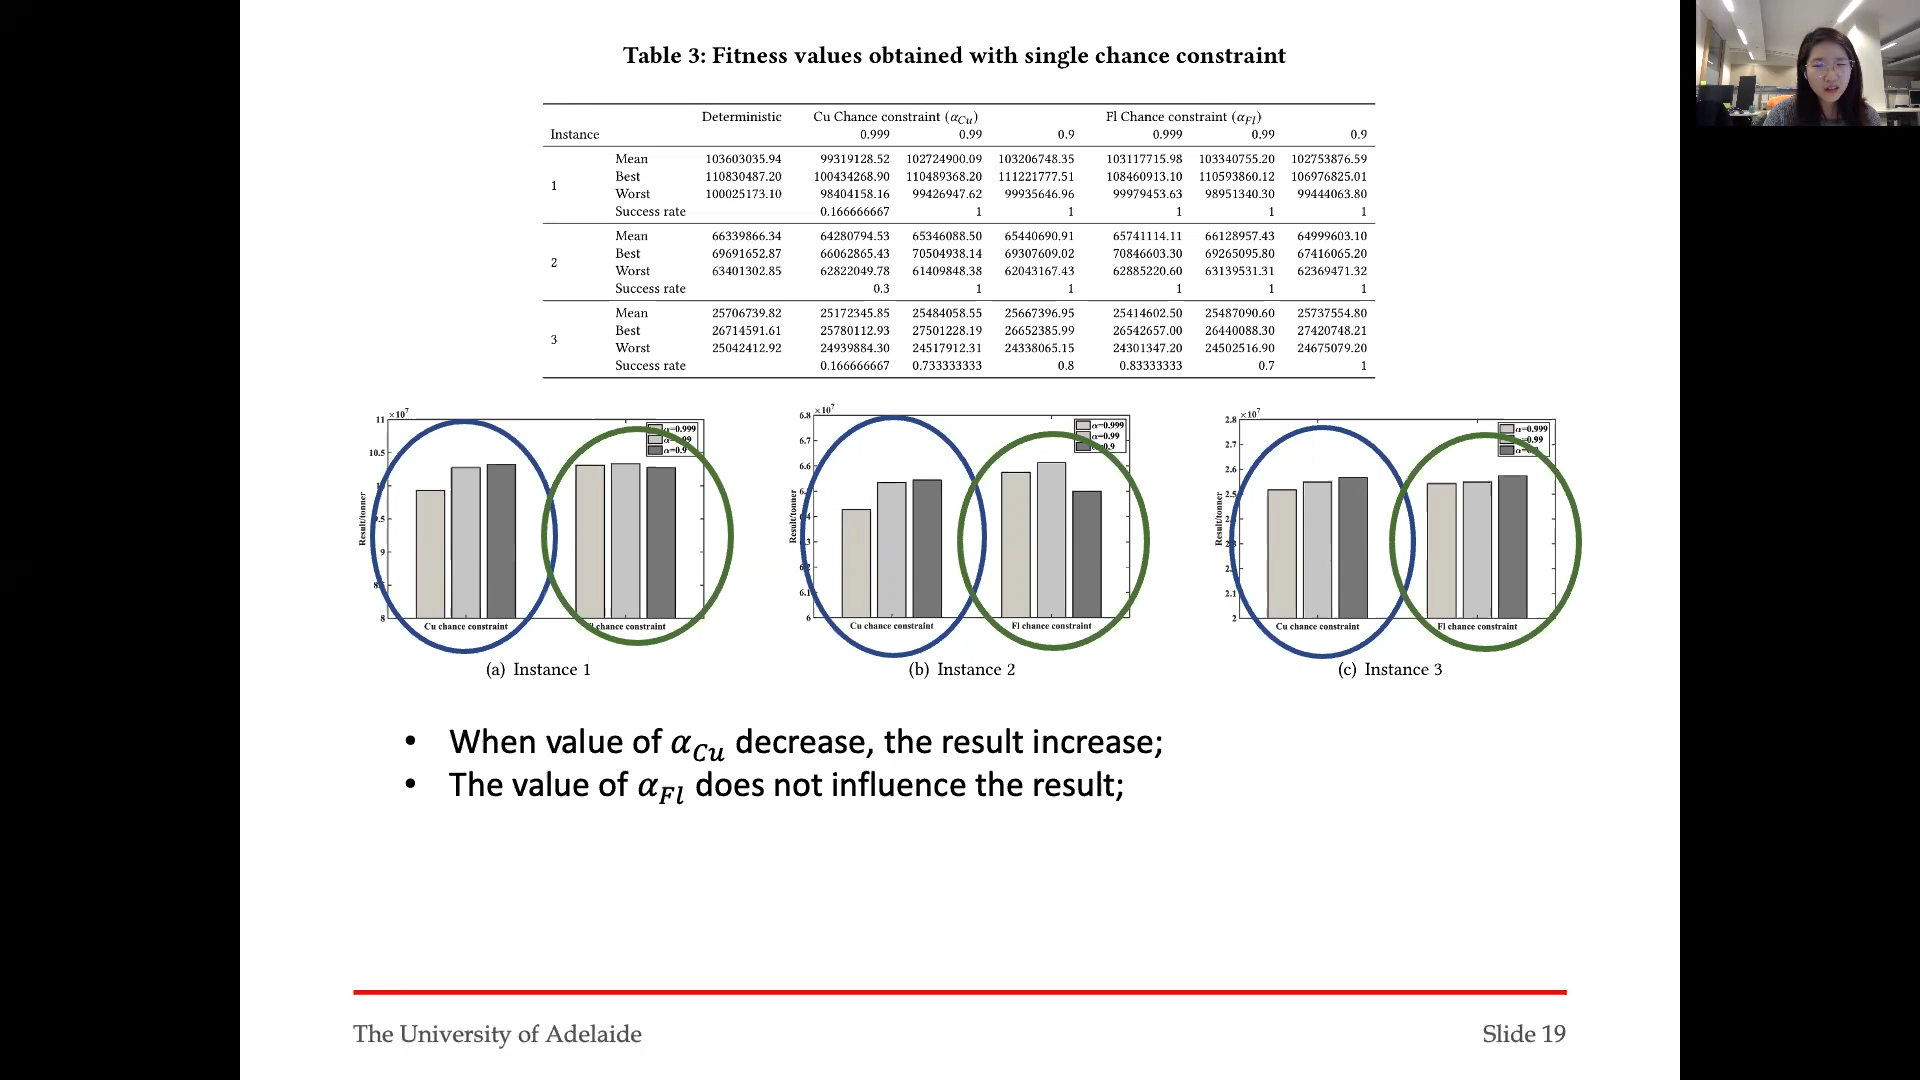 Table 3: Fitness values obtained with single chance constraint
Deterministic Cu Chance constraint (α_Cu) Fl Chance constraint (α_Fl)
Instance 0.999 0.99 0.9 0.999 0.99 0.9
Mean 103603035.94 99319128.52 102724900.09 103206748.35 103117715.98 103340755.20 102753876.59
Best 110830487.20 100434268.90 110489368.20 111221777.51 108460913.10 110593860.12 106976825.01
1
Worst 100025173.10 98404158.16 99426947.62 99935646.96 99979453.63 98951340.30 99444063.80
Success rate 0.166666667 1 1 1 1 1
Mean 66339866.34 64280794.53 65346088.50 65440690.91 65741114.11 66128957.43 64999603.10
Best 69691652.87 66062865.43 70504938.14 69307609.02 70846603.30 69265095.80 67416065.20
2
Worst 63401302.85 62822049.78 61409848.38 62043167.43 62885220.60 63139531.31 62369471.32
Success rate 0.3 1 1 1 1 1
Mean 25706739.82 25172345.85 25484058.55 25667396.95 25414602.50 25487090.60 25737554.80
Best 26714591.61 25780112.93 27501228.19 26652385.99 26542657.00 26440088.30 27420748.21
3
Worst 25042412.92 24939884.30 24517912.31 24338065.15 24301347.20 24502516.90 24675079.20
Success rate 0.166666667 0.733333333 0.8 0.83333333 0.7 1
×10⁷
11
10.5
9
8
Result/tonner
α=0.999
Cu chance constraint
chance constraint
(a) Instance 1
×10⁷
6.8
6.7
6.6
6.1
6
Result/tonner
α=0.999
α=0.99
Cu chance constraint
Fl chance constraint
(b) Instance 2
×10⁷
2.8
2.7
2.6
2.1
2
Result/tonner
α=0.999
Cu chance constraint
Fl chance constraint
(c) Instance 3
• When value of α_Cu decrease, the result increase;
• The value of α_Fl does not influence the result;
The University of Adelaide
Slide 19